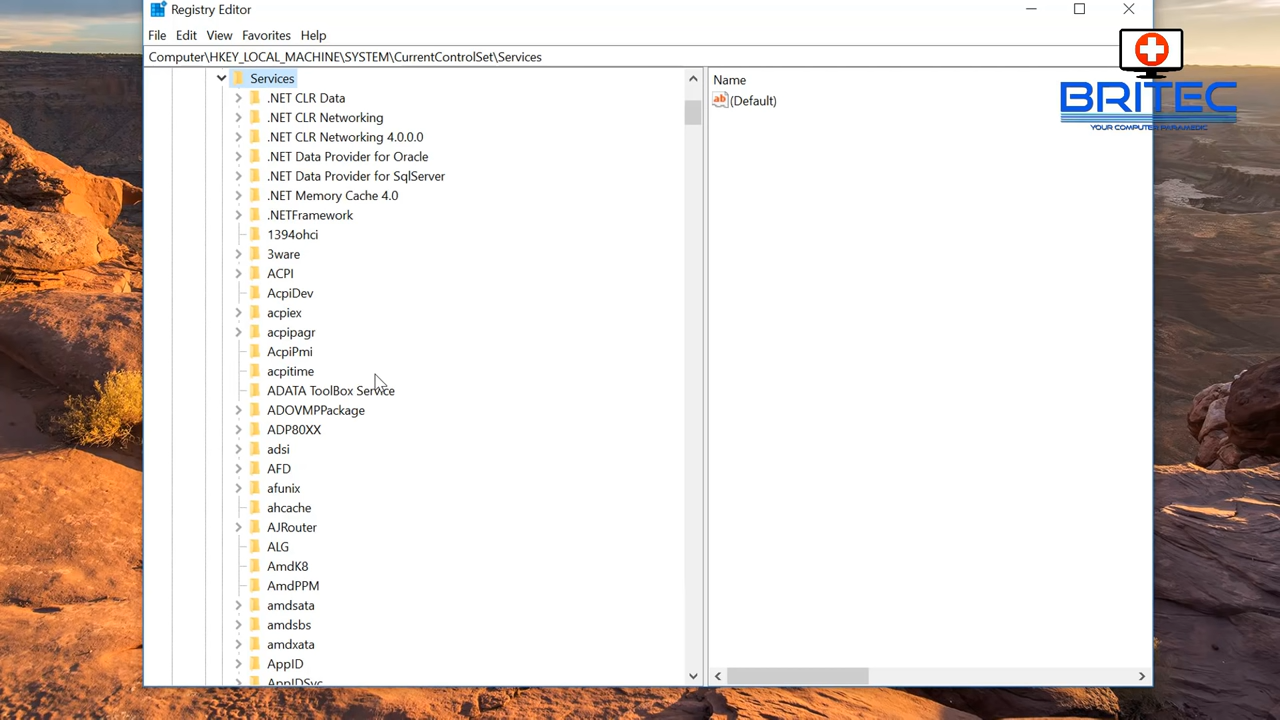 Registry Editor
File Edit View Favorites Help
Computer\HKEY_LOCAL_MACHINE\SYSTEM\CurrentControlSet\Services
BRITEC
YOUR COMPUTER PARAMEDIC
Services
.NET CLR Data
.NET CLR Networking
.NET CLR Networking 4.0.0.0
.NET Data Provider for Oracle
.NET Data Provider for SqlServer
.NET Memory Cache 4.0
.NETFramework
1394ohci
3ware
ACPI
AcpiDev
acpiex
acpipagr
AcpiPmi
acpitime
ADATA ToolBox Service
ADOVMPPackage
ADP80XX
adsi
AFD
afunix
ahcache
AJRouter
ALG
AmdK8
AmdPPM
amdsata
amdsbs
amdxata
AppID
AppIDSvc
Name
ab (Default)